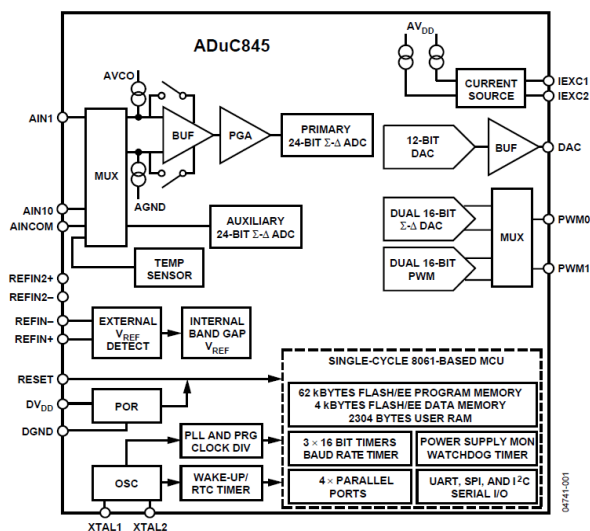 ADuC845
AV_DD
AVCO
IEXC1
CURRENT
SOURCE
IEXC2
AIN1
MUX
BUF
PGA
PRIMARY
24-BIT Σ-Δ ADC
12-BIT
DAC
BUF
DAC
AGND
AIN10
AINCOM
AUXILIARY
24-BIT Σ-Δ ADC
DUAL 16-BIT
Σ-Δ DAC
MUX
PWM0
TEMP
SENSOR
DUAL 16-BIT
PWM
PWM1
REFIN2+
REFIN2–
REFIN–
REFIN+
EXTERNAL
V_REF
DETECT
INTERNAL
BAND GAP
V_REF
SINGLE-CYCLE 8061-BASED MCU
RESET
DV_DD
POR
DGND
62 kBYTES FLASH/EE PROGRAM MEMORY
4 kBYTES FLASH/EE DATA MEMORY
2304 BYTES USER RAM
PLL AND PRG
CLOCK DIV
3 × 16 BIT TIMERS
BAUD RATE TIMER
POWER SUPPLY MON
WATCHDOG TIMER
OSC
WAKE-UP/
RTC TIMER
4 × PARALLEL
PORTS
UART, SPI, AND I²C
SERIAL I/O
XTAL1
XTAL2
04741-001